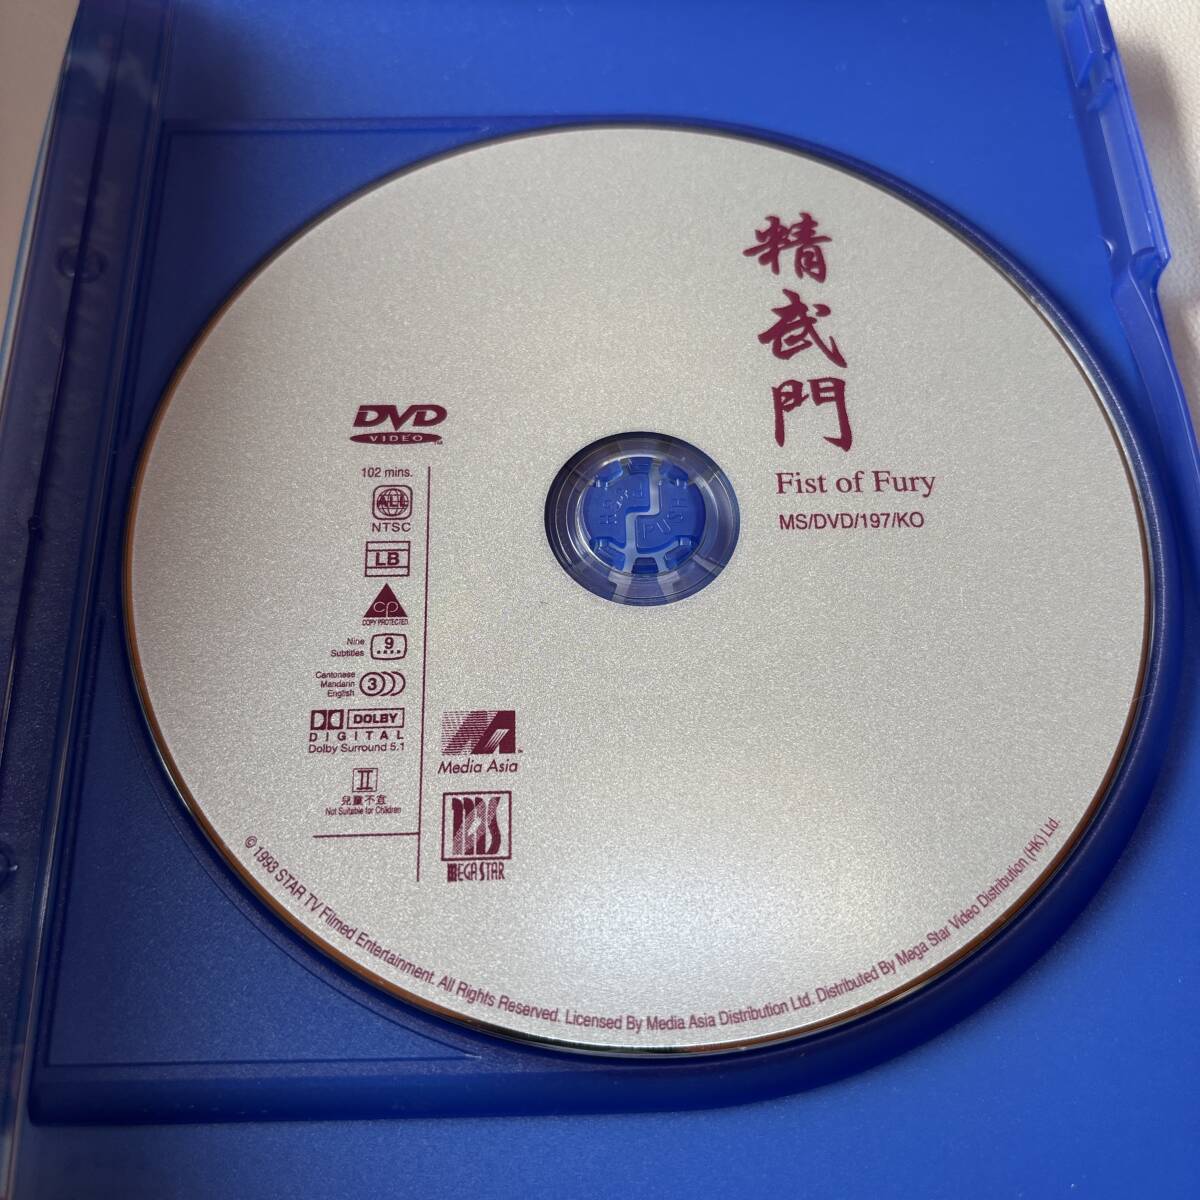 精武門
Fist of Fury
MS/DVD/197/KO
DVD
VIDEO
TM
102 mins.
ALL
NTSC
LB
cp
COPY PROTECTED
Nine
Subtitles
9
Cantonese
Mandarin
English
3
DOLBY
DIGITAL
Dolby Surround 5.1
II
兒童不宜
Not Suitable for Children
Media Asia
MEGA STAR
© 1993 STAR TV Filmed Entertainment. All Rights Reserved. Licensed By Media Asia Distribution Ltd. Distributed By Mega Star Video Distribution (HK) Ltd.
PUSH